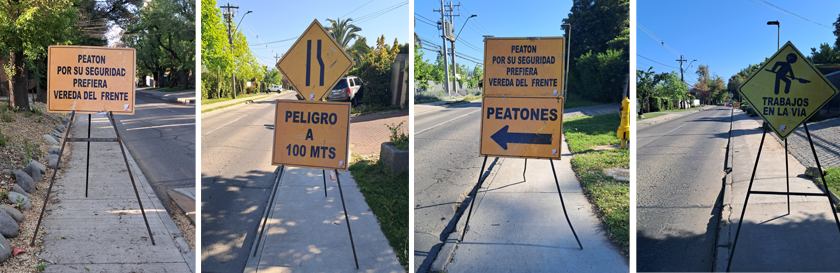 PEATON
POR SU SEGURIDAD
PREFIERA
VEREDA DEL FRENTE
PELIGRO
A
100 MTS
PEATON
POR SU SEGURIDAD
PREFIERA
VEREDA DEL FRENTE
PEATONES
TRABAJOS
EN LA VIA